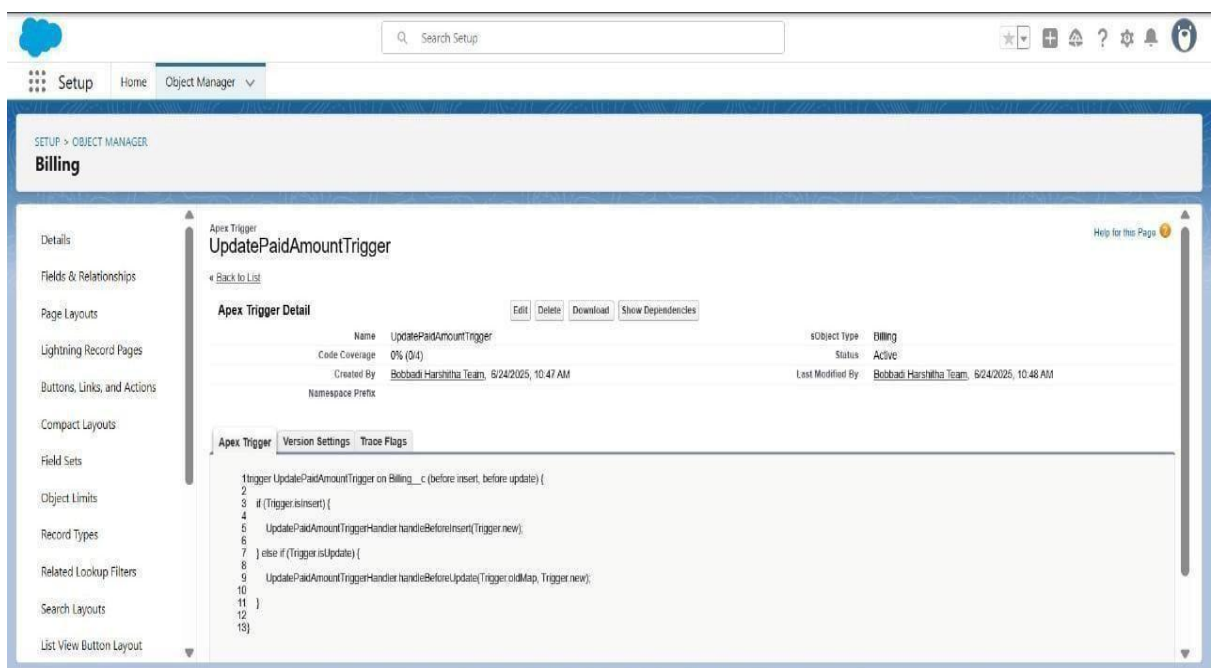 Search Setup
Setup
Home
Object Manager
SETUP > OBJECT MANAGER
Billing
Details
Fields & Relationships
Page Layouts
Lightning Record Pages
Buttons, Links, and Actions
Compact Layouts
Field Sets
Object Limits
Record Types
Related Lookup Filters
Search Layouts
List View Button Layout
Apex Trigger
UpdatePaidAmountTrigger
Help for this Page
« Back to List
Apex Trigger Detail
Edit Delete Download Show Dependencies
Name UpdatePaidAmountTrigger sObject Type Billing
Code Coverage 0% (0/4) Status Active
Created By Bobbadi Harshitha Team, 6/24/2025, 10:47 AM Last Modified By Bobbadi Harshitha Team, 6/24/2025, 10:48 AM
Namespace Prefix
Apex Trigger Version Settings Trace Flags
1 trigger UpdatePaidAmountTrigger on Billing__c (before insert, before update) {
2
3 if (Trigger.isInsert) {
4
5 UpdatePaidAmountTriggerHandler.handleBeforeInsert(Trigger.new);
6
7 } else if (Trigger.isUpdate) {
8
9 UpdatePaidAmountTriggerHandler.handleBeforeUpdate(Trigger.oldMap, Trigger.new);
10
11 }
12
13 }